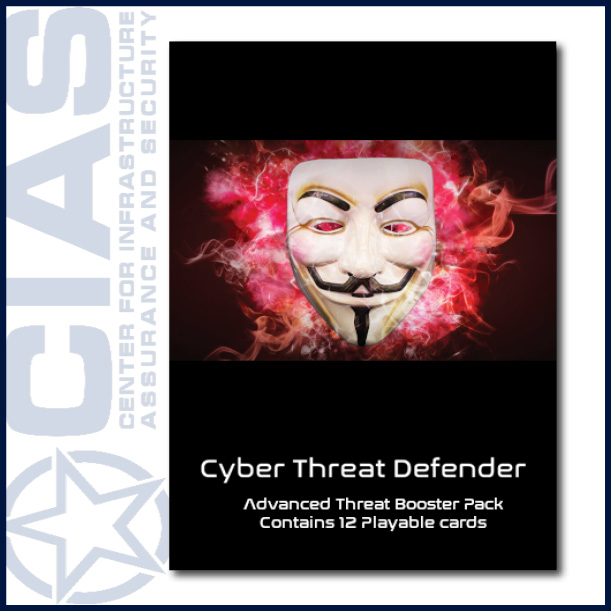 CIAS
CENTER FOR INFRASTRUCTURE
ASSURANCE AND SECURITY
Cyber Threat Defender
Advanced Threat Booster Pack
Contains 12 Playable cards